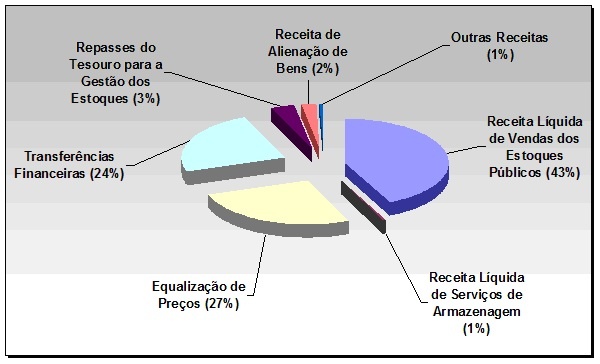 Repasses do
Tesouro para a
Gestão dos
Estoques (3%)
Receita de
Alienação de
Bens (2%)
Outras Receitas
(1%)
Receita Líquida
de Vendas dos
Estoques
Públicos (43%)
Transferências
Financeiras (24%)
Equalização de
Preços (27%)
Receita Líquida
de Serviços de
Armazenagem
(1%)